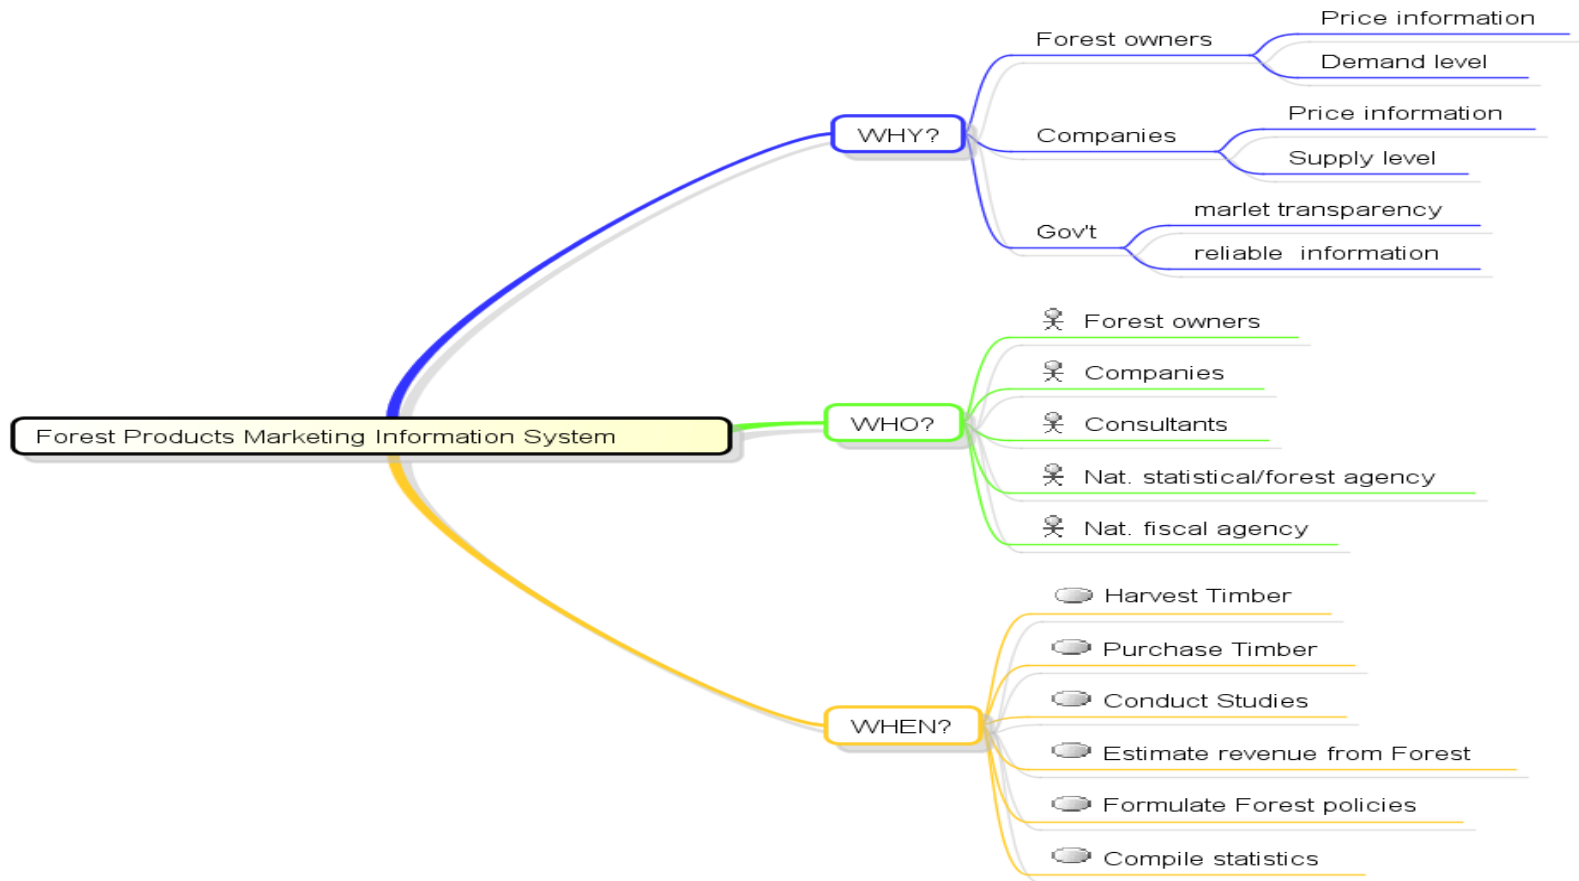 Forest Products Marketing Information System
WHY?
Forest owners
Price information
Demand level
Companies
Price information
Supply level
Gov't
marlet transparency
reliable  information
WHO?
Forest owners
Companies
Consultants
Nat. statistical/forest agency
Nat. fiscal agency
WHEN?
Harvest Timber
Purchase Timber
Conduct Studies
Estimate revenue from Forest
Formulate Forest policies
Compile statistics